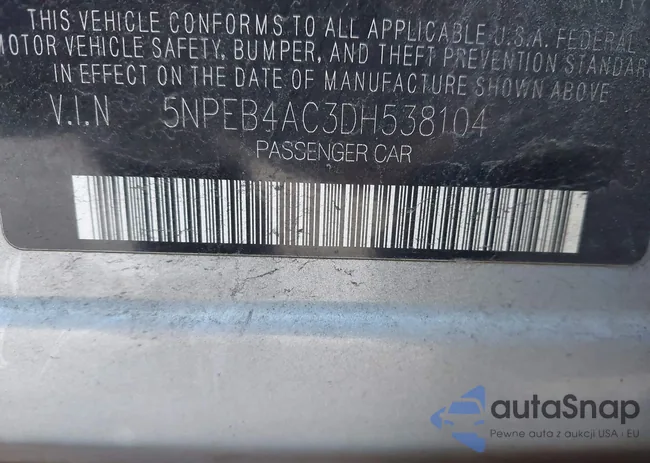 THIS VEHICLE CONFORMS TO ALL APPLICABLE U.S.A. FEDERAL
MOTOR VEHICLE SAFETY, BUMPER, AND THEFT PREVENTION STANDAR
IN EFFECT ON THE DATE OF MANUFACTURE SHOWN ABOVE
V.I.N 5NPEB4AC3DH538104
PASSENGER CAR
autaSnap
Pewne auta z aukcji USA i EU